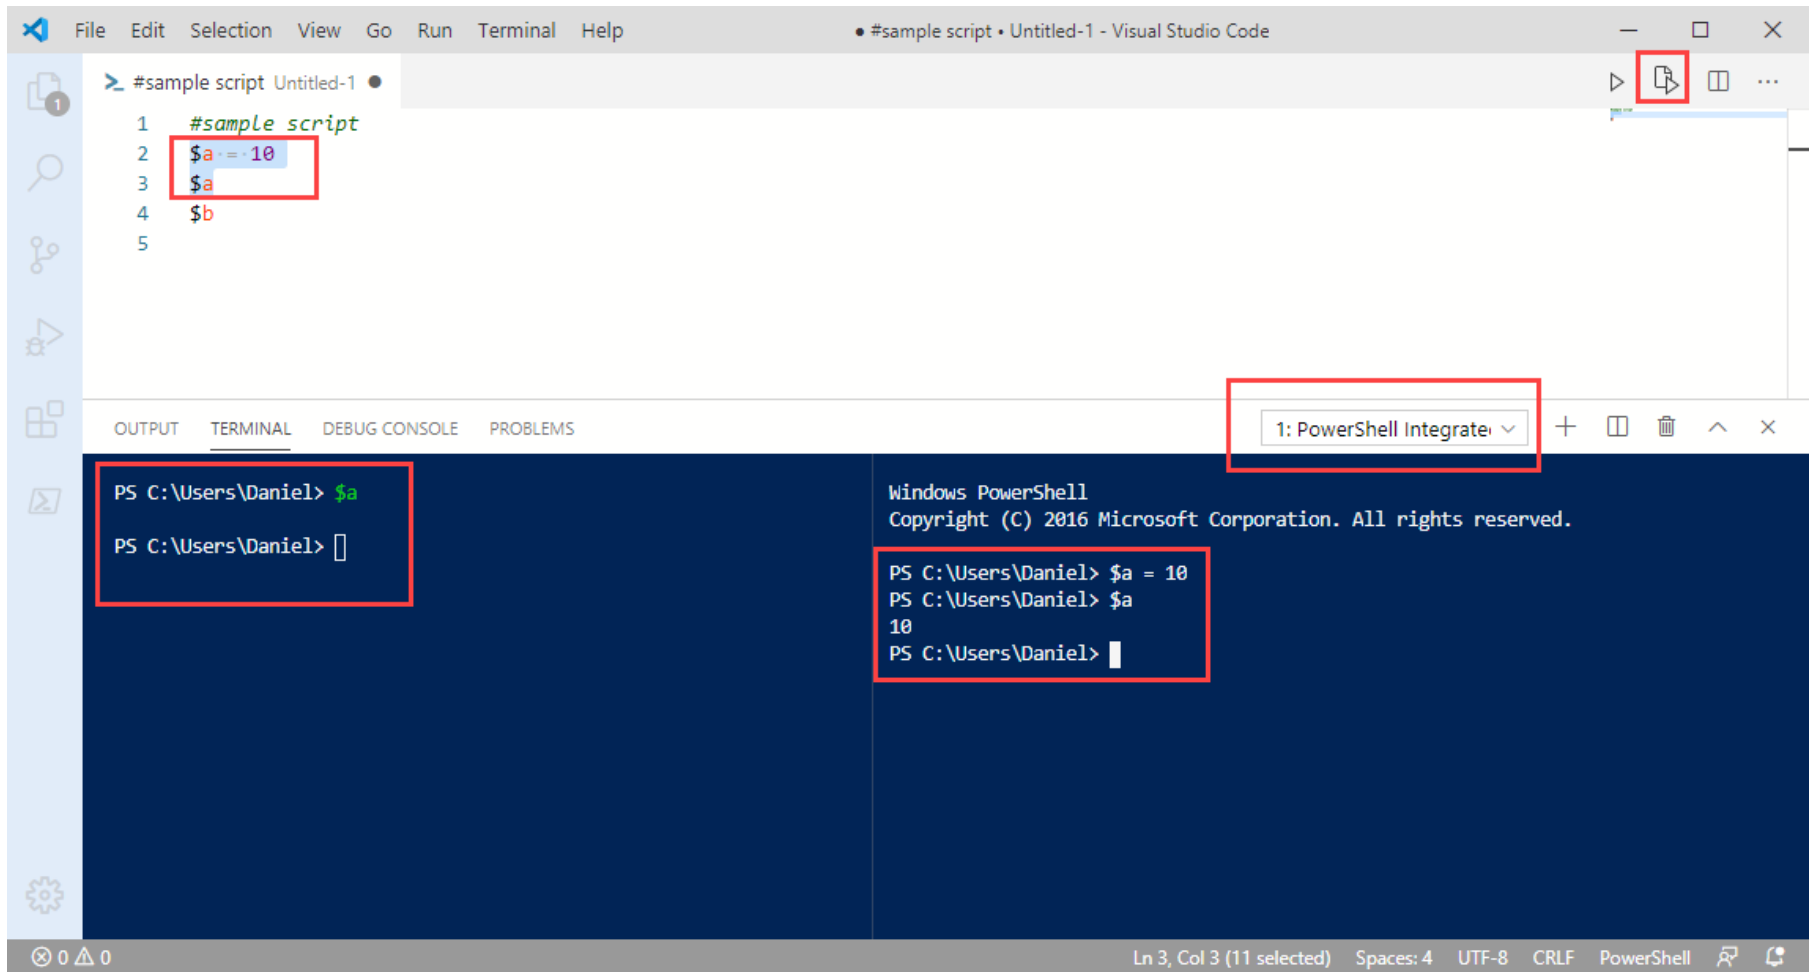 File Edit Selection View Go Run Terminal Help ● #sample script • Untitled-1 - Visual Studio Code
1
#sample script Untitled-1 ●
1 #sample script
2 $a = 10
3 $a
4 $b
5
OUTPUT TERMINAL DEBUG CONSOLE PROBLEMS 1: PowerShell Integrate
PS C:\Users\Daniel> $a
PS C:\Users\Daniel>
Windows PowerShell
Copyright (C) 2016 Microsoft Corporation. All rights reserved.
PS C:\Users\Daniel> $a = 10
PS C:\Users\Daniel> $a
10
PS C:\Users\Daniel>
0 0 Ln 3, Col 3 (11 selected) Spaces: 4 UTF-8 CRLF PowerShell